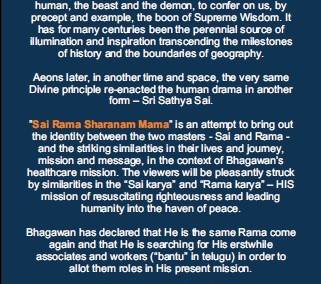 human, the beast and the demon, to confer on us, by
precept and example, the boon of Supreme Wisdom. It
has for many centuries been the perennial source of
illumination and inspiration transcending the milestones
of history and the boundaries of geography.
Aeons later, in another time and space, the very same
Divine principle re-enacted the human drama in another
form – Sri Sathya Sai.
"Sai Rama Sharanam Mama" is an attempt to bring out
the identity between the two masters - Sai and Rama -
and the striking similarities in their lives and journey,
mission and message, in the context of Bhagawan's
healthcare mission. The viewers will be pleasantly struck
by similarities in the "Sai karya" and "Rama karya" – HIS
mission of resuscitating righteousness and leading
humanity into the haven of peace.
Bhagawan has declared that He is the same Rama come
again and that He is searching for His erstwhile
associates and workers ("bantu" in telugu) in order to
allot them roles in His present mission.